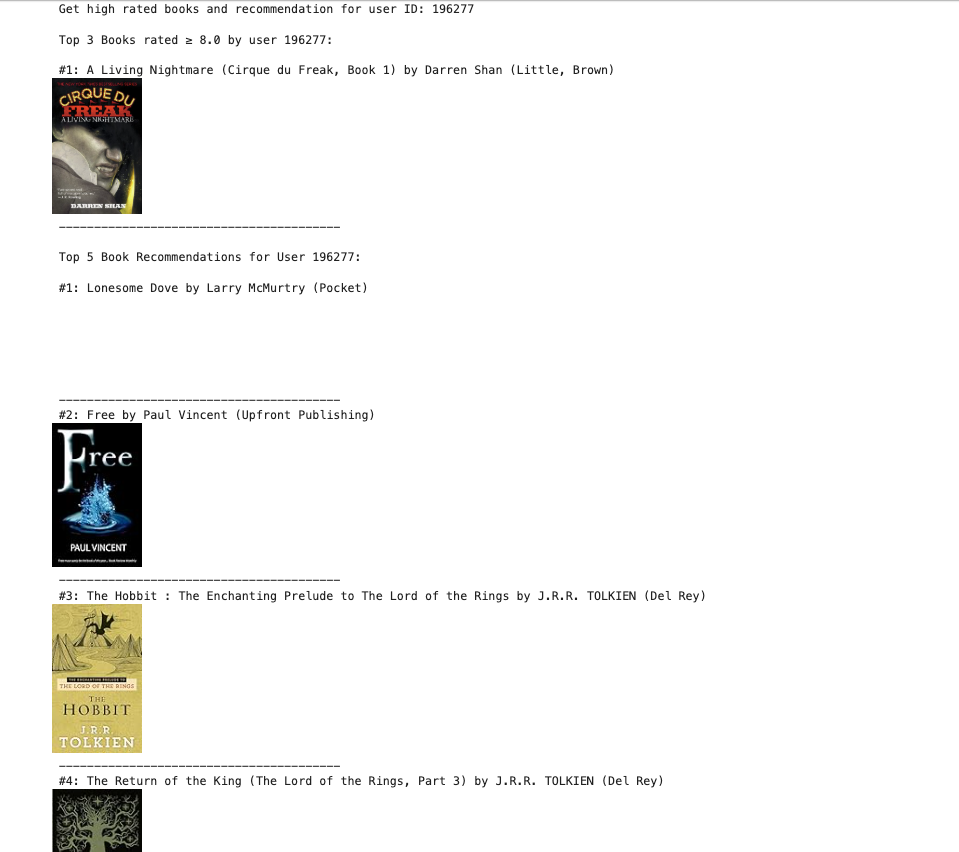 Get high rated books and recommendation for user ID: 196277
Top 3 Books rated ≥ 8.0 by user 196277:
#1: A Living Nightmare (Cirque du Freak, Book 1) by Darren Shan (Little, Brown)
CIRQUE DU
FREAK
A LIVING NIGHTMARE
DARREN SHAN
----------------------------------------
Top 5 Book Recommendations for User 196277:
#1: Lonesome Dove by Larry McMurtry (Pocket)
----------------------------------------
#2: Free by Paul Vincent (Upfront Publishing)
Free
PAUL VINCENT
----------------------------------------
#3: The Hobbit : The Enchanting Prelude to The Lord of the Rings by J.R.R. TOLKIEN (Del Rey)
THE ENCHANTING PRELUDE TO
THE LORD OF THE RINGS
THE
HOBBIT
J.R.R.
TOLKIEN
----------------------------------------
#4: The Return of the King (The Lord of the Rings, Part 3) by J.R.R. TOLKIEN (Del Rey)